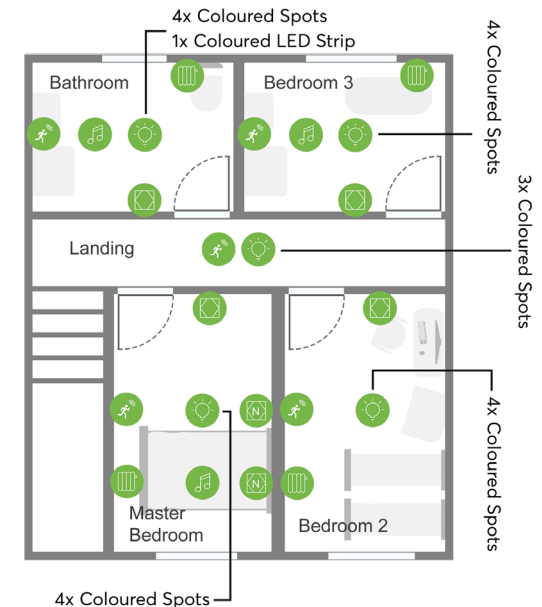 4x Coloured Spots
1x Coloured LED Strip
Bathroom
Bedroom 3
4x Coloured Spots
Landing
3x Coloured Spots
N
N
Master
Bedroom
Bedroom 2
4x Coloured Spots
4x Coloured Spots